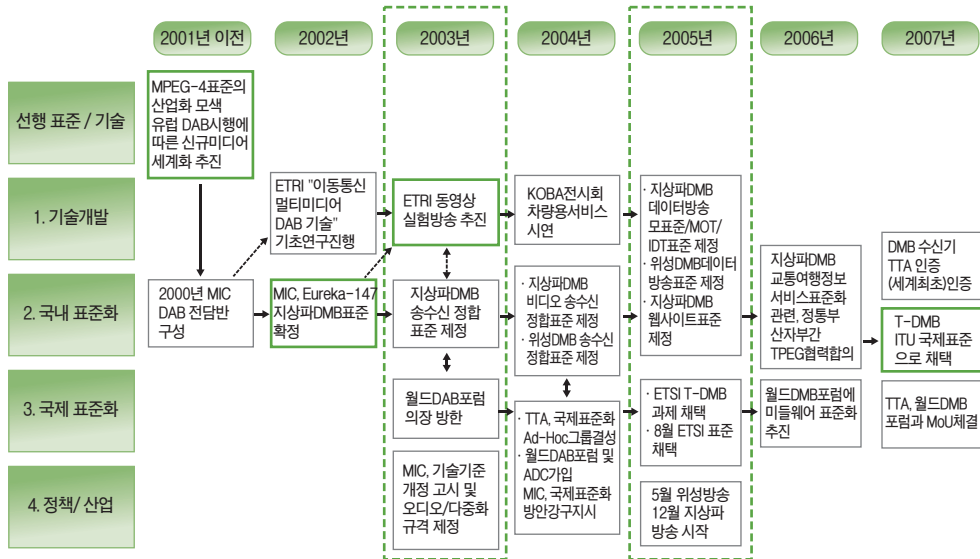 2001년 이전
2002년
2003년
2004년
2005년
2006년
2007년
선행 표준 / 기술
MPEG-4표준의
산업화 모색
유럽 DAB시행에
따른 신규미디어
세계화 추진
1. 기술개발
ETRI "이동통신
멀티미디어
DAB 기술"
기초연구진행
ETRI 동영상
실험방송 추진
KOBA전시회
차량용서비스
시연
· 지상파DMB
데이터방송
모표준/MOT/
IDT표준 제정
· 위성DMB데이터
방송표준 제정
· 지상파DMB
웹사이트표준
제정
2. 국내 표준화
2000년 MIC
DAB 전담반
구성
MIC, Eureka-147
지상파DMB표준
확정
지상파DMB
송수신 정합
표준 제정
· 지상파DMB
비디오 송수신
정합표준 제정
· 위성DMB 송수신
정합표준 제정
지상파DMB
교통여행정보
서비스표준화
관련, 정통부
산자부간
TPEG협력합의
DMB 수신기
TTA 인증
(세계최초)인증
T-DMB
ITU 국제표준
으로 채택
3. 국제 표준화
월드DAB포럼
의장 방한
· TTA, 국제표준화
Ad-Hoc그룹결성
· 월드DAB포럼 및
ADC가입
MIC, 국제표준화
방안강구지시
· ETSI T-DMB
과제 채택
· 8월 ETSI 표준
채택
월드DMB포럼에
미들웨어 표준화
추진
TTA, 월드DMB
포럼과 MoU체결
4. 정책/ 산업
MIC, 기술기준
개정 고시 및
오디오/다중화
규격 제정
5월 위성방송
12월 지상파
방송 시작